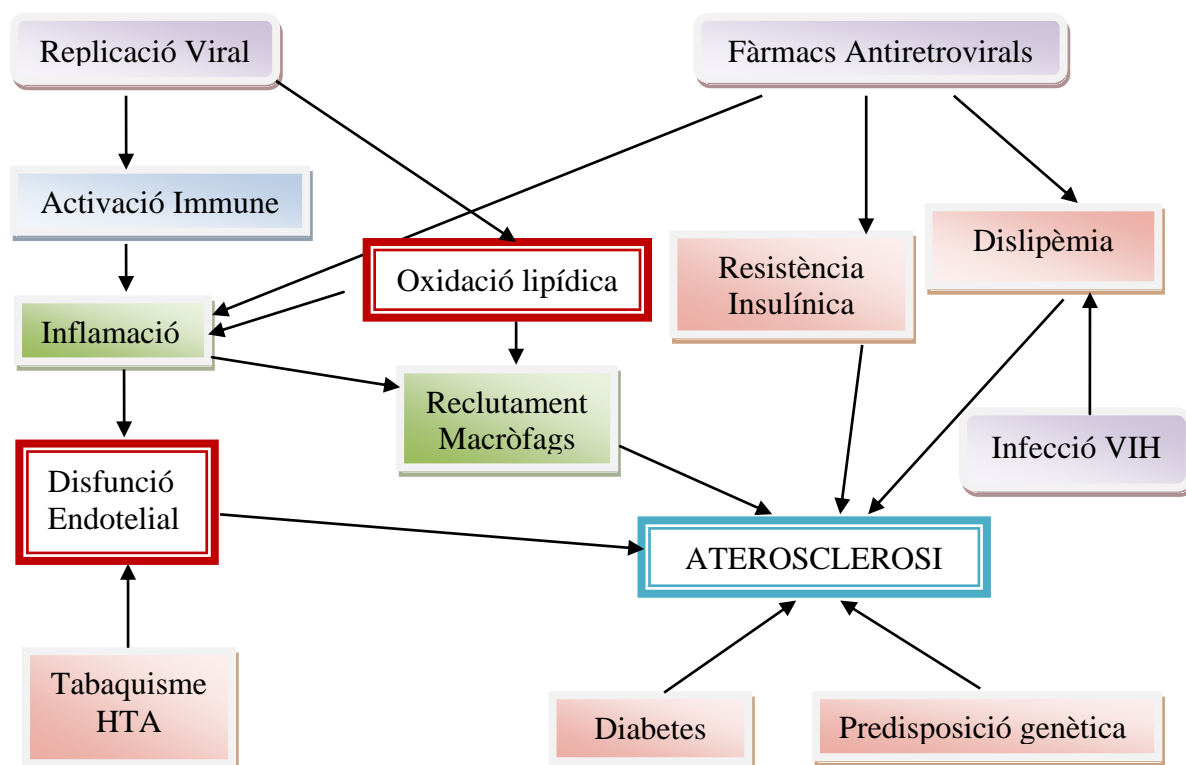 Replicació Viral
Fàrmacs Antiretrovirals
Activació Immune
Oxidació lipídica
Resistència
Insulínica
Dislipèmia
Inflamació
Reclutament
Macròfags
Infecció VIH
Disfunció
Endotelial
ATEROSCLEROSI
Tabaquisme
HTA
Diabetes
Predisposició genètica